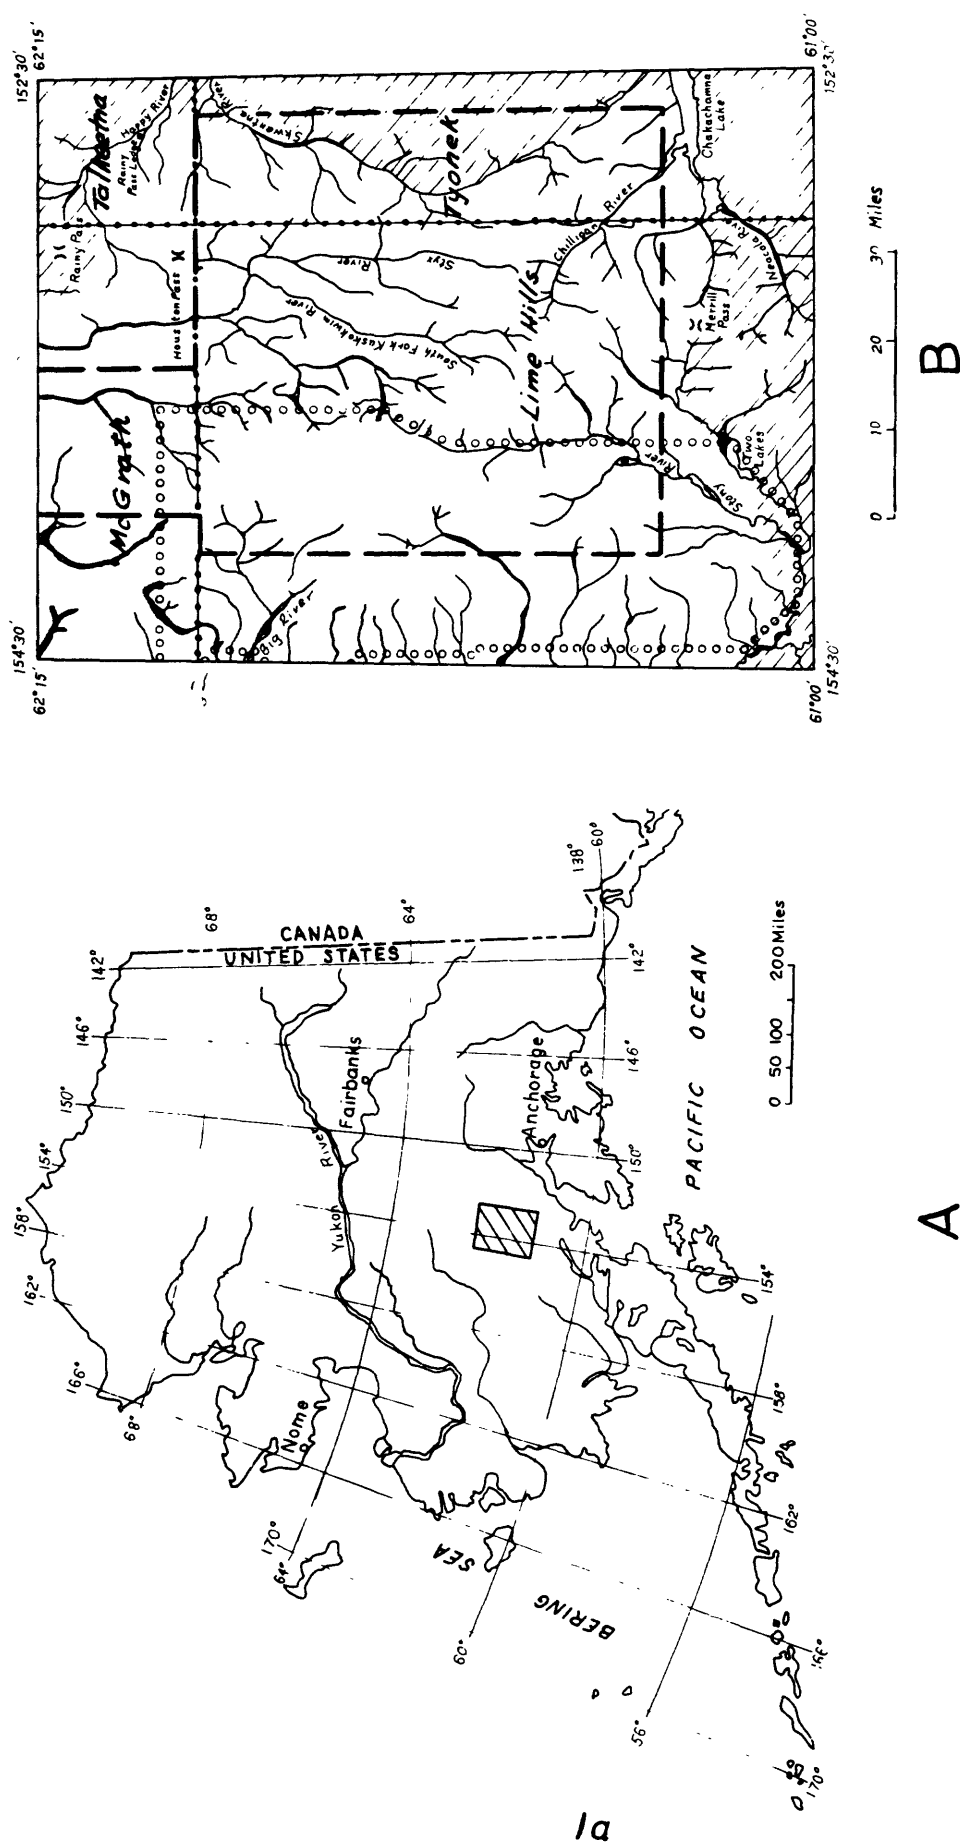 152°30'
62°15'
154°30'
62°15'
Talkeetna
Rainy Pass Lodge
Happy River
Rainy Pass
McGrath
Houston Pass
Skwentna River
Big River
Styx River
South Fork Kuskokwim River
Tyonek
Lime Hills
Chilligan River
Stony River
Two Lakes
Merrill Pass
Neocola River
Chakachamna Lake
61°00'
152°30'
61°00'
154°30'
0 10 20 30 Miles
B
158°
154°
150°
146°
142°
162°
166°
68°
68°
CANADA
UNITED STATES
64°
Yukon River
Fairbanks
Nome
170°
64°
Anchorage
138°
60°
142°
146°
150°
154°
158°
162°
166°
170°
60°
56°
BERING SEA
PACIFIC OCEAN
0 50 100 200 Miles
A
1a